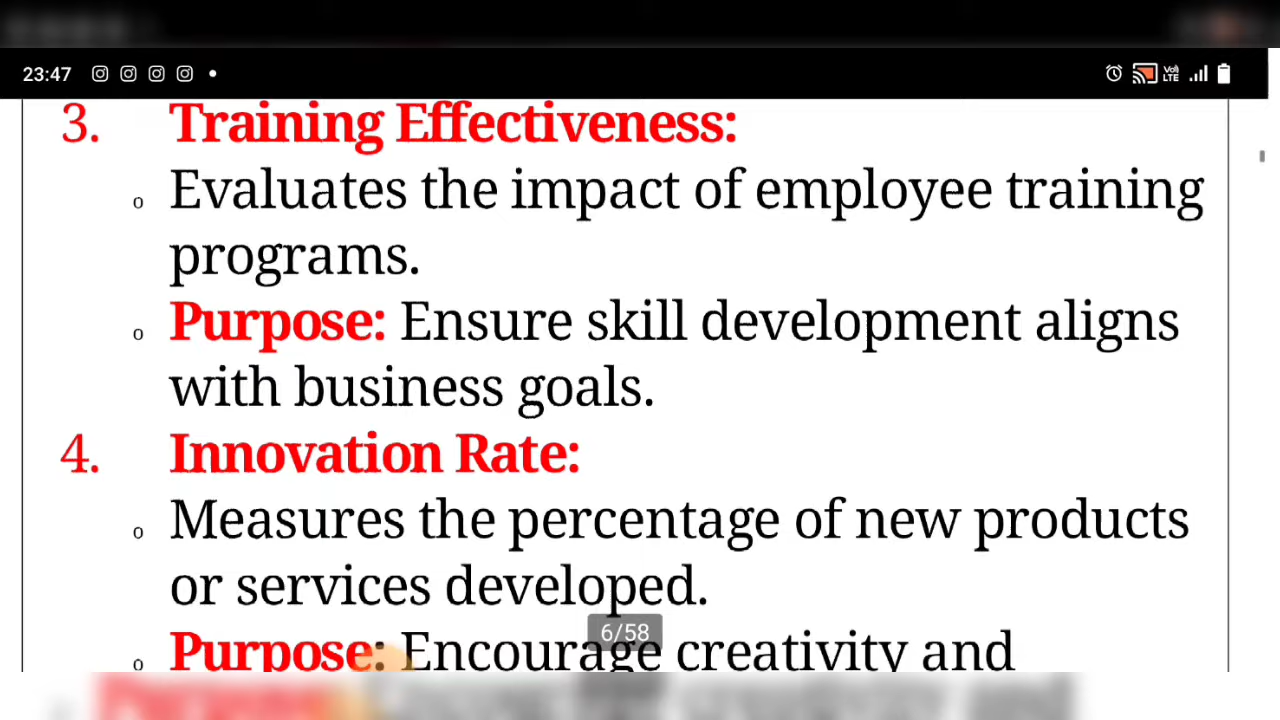 23:47
Vol) LTE
3. Training Effectiveness:
o Evaluates the impact of employee training
programs.
o Purpose: Ensure skill development aligns
with business goals.
4. Innovation Rate:
o Measures the percentage of new products
or services developed.
6/58
o Purpose: Encourage creativity and